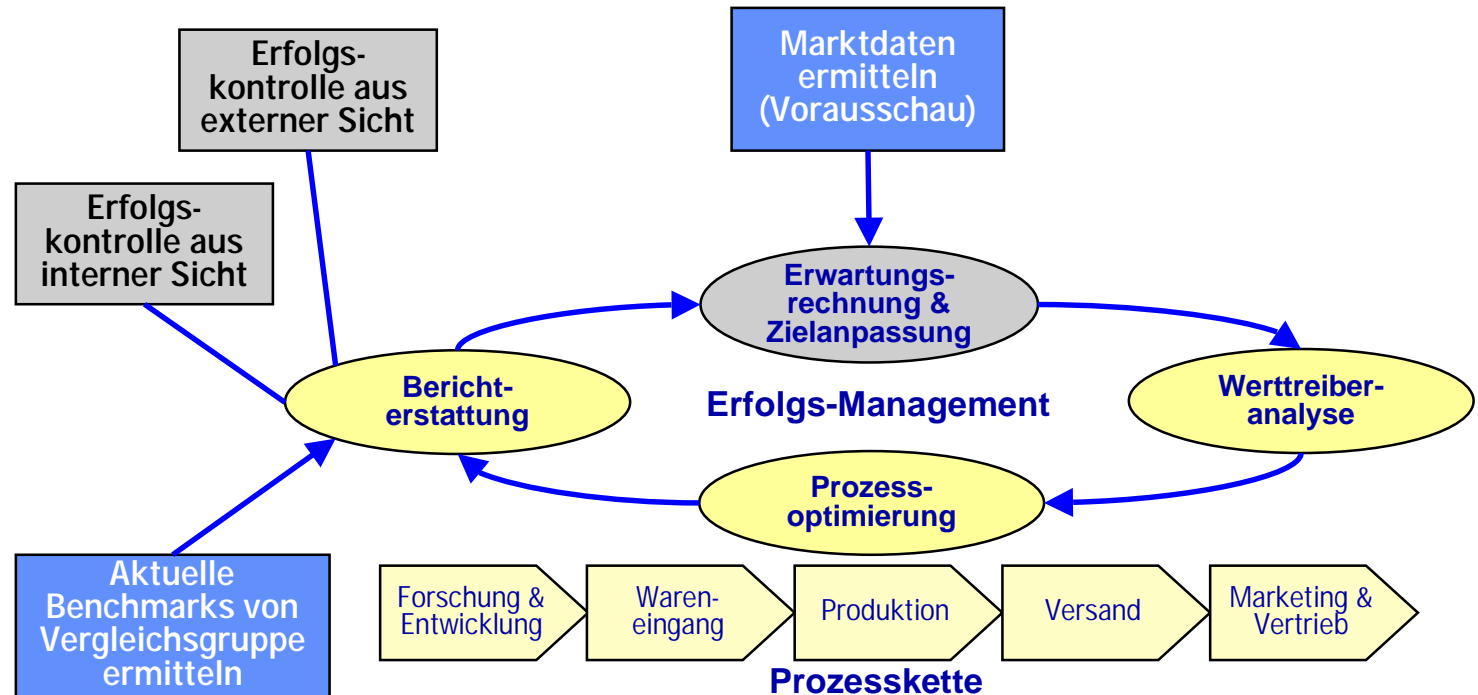 Erfolgs-
kontrolle aus
externer Sicht
Marktdaten
ermitteln
(Vorausschau)
Erfolgs-
kontrolle aus
interner Sicht
Erwartungs-
rechnung &
Zielanpassung
Bericht-
erstattung
Erfolgs-Management
Werttreiber-
analyse
Prozess-
optimierung
Aktuelle
Benchmarks von
Vergleichsgruppe
ermitteln
Forschung &
Entwicklung
Waren-
eingang
Produktion
Versand
Marketing &
Vertrieb
Prozesskette